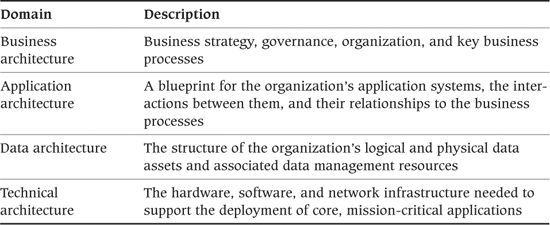 Domain Description
Business Business strategy, governance, organization, and key business
architecture processes
Application A blueprint for the organization's application systems, the inter-
architecture actions between them, and their relationships to the business
processes
Data architecture The structure of the organization's logical and physical data
assets and associated data management resources
Technical The hardware, software, and network infrastructure needed to
architecture support the deployment of core, mission-critical applications